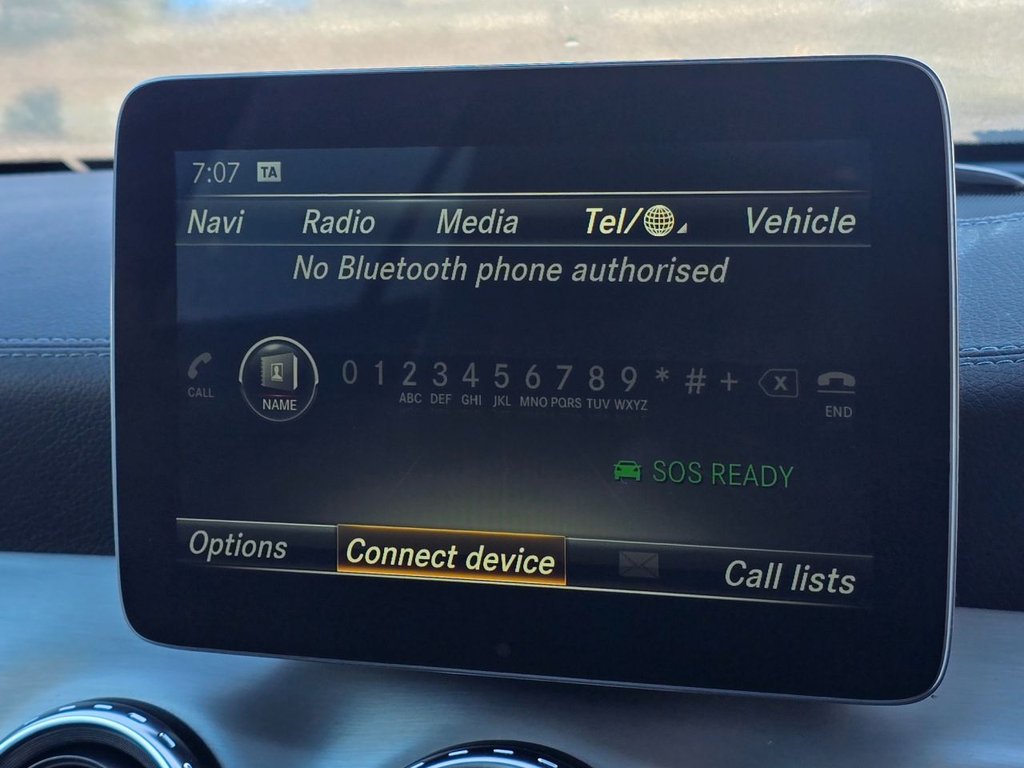 7:07 TA
Navi Radio Media Tel/ Vehicle
No Bluetooth phone authorised
0 1 2 3 4 5 6 7 8 9 * # + X
CALL NAME ABC DEF GHI JKL MNO PQRS TUV WXYZ END
SOS READY
Options Connect device Call lists